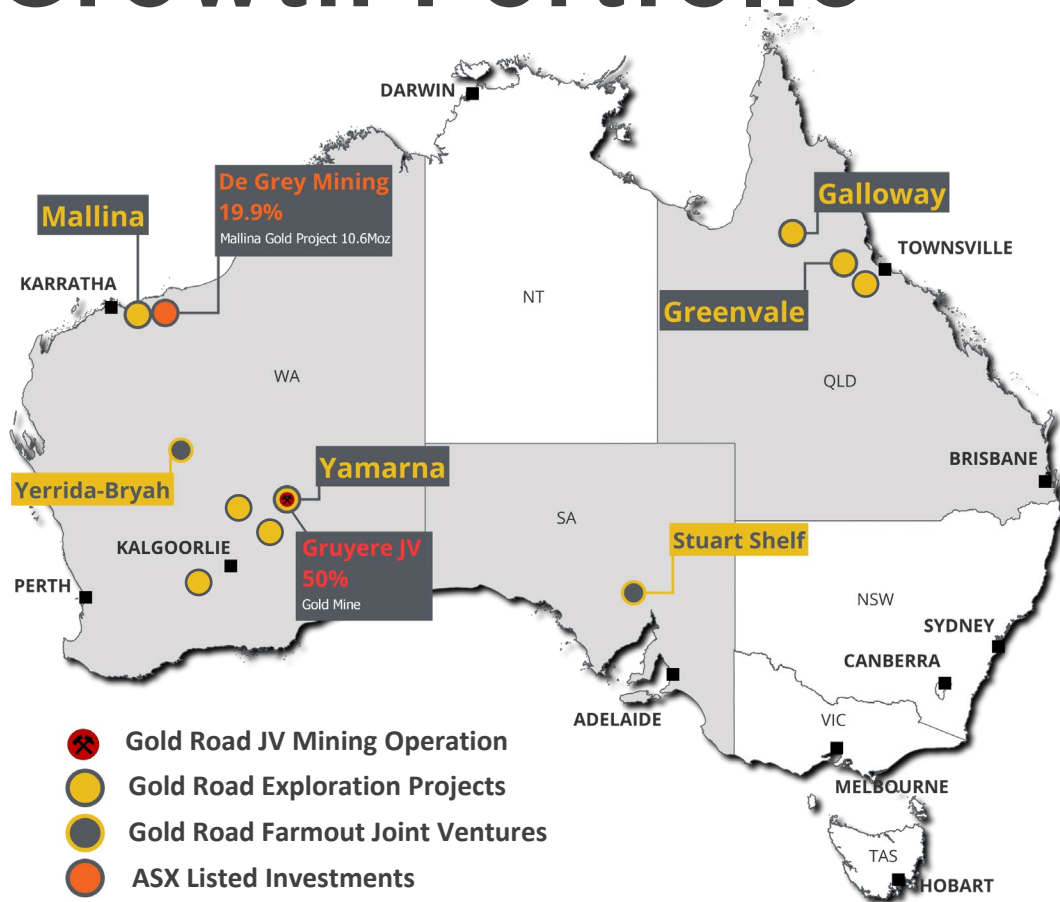 Growth Portfolio
DARWIN
De Grey Mining
19.9%
Mallina Gold Project 10.6Moz
Mallina
Galloway
TOWNSVILLE
KARRATHA
NT
Greenvale
WA
QLD
BRISBANE
Yamarna
Yerrida-Bryah
SA
Stuart Shelf
KALGOORLIE
Gruyere JV
50%
Gold Mine
PERTH
NSW
SYDNEY
CANBERRA
ADELAIDE
VIC
MELBOURNE
TAS
HOBART
Gold Road JV Mining Operation
Gold Road Exploration Projects
Gold Road Farmout Joint Ventures
ASX Listed Investments